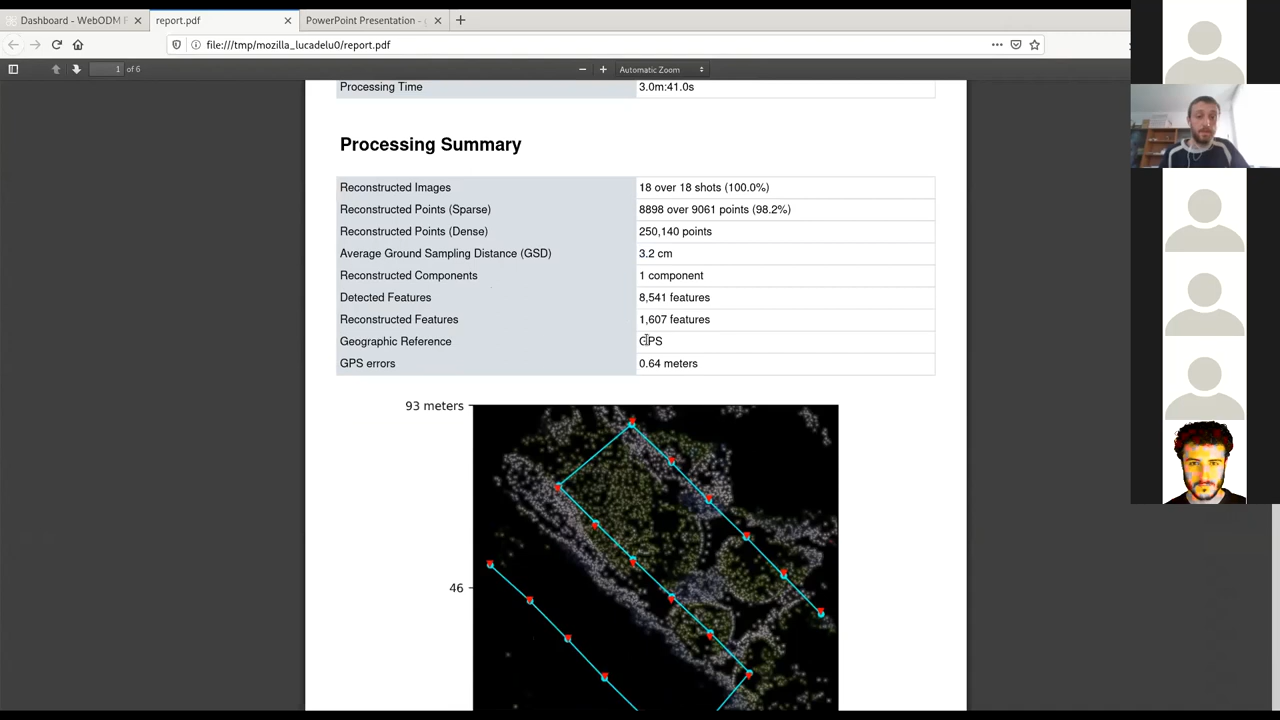 Dashboard - WebODM
report.pdf
PowerPoint Presentation -
file:///tmp/mozilla_lucadelu0/report.pdf
1 of 6
Automatic Zoom
Processing Time 3.0m:41.0s
Processing Summary
Reconstructed Images 18 over 18 shots (100.0%)
Reconstructed Points (Sparse) 8898 over 9061 points (98.2%)
Reconstructed Points (Dense) 250,140 points
Average Ground Sampling Distance (GSD) 3.2 cm
Reconstructed Components 1 component
Detected Features 8,541 features
Reconstructed Features 1,607 features
Geographic Reference GPS
GPS errors 0.64 meters
93 meters
46